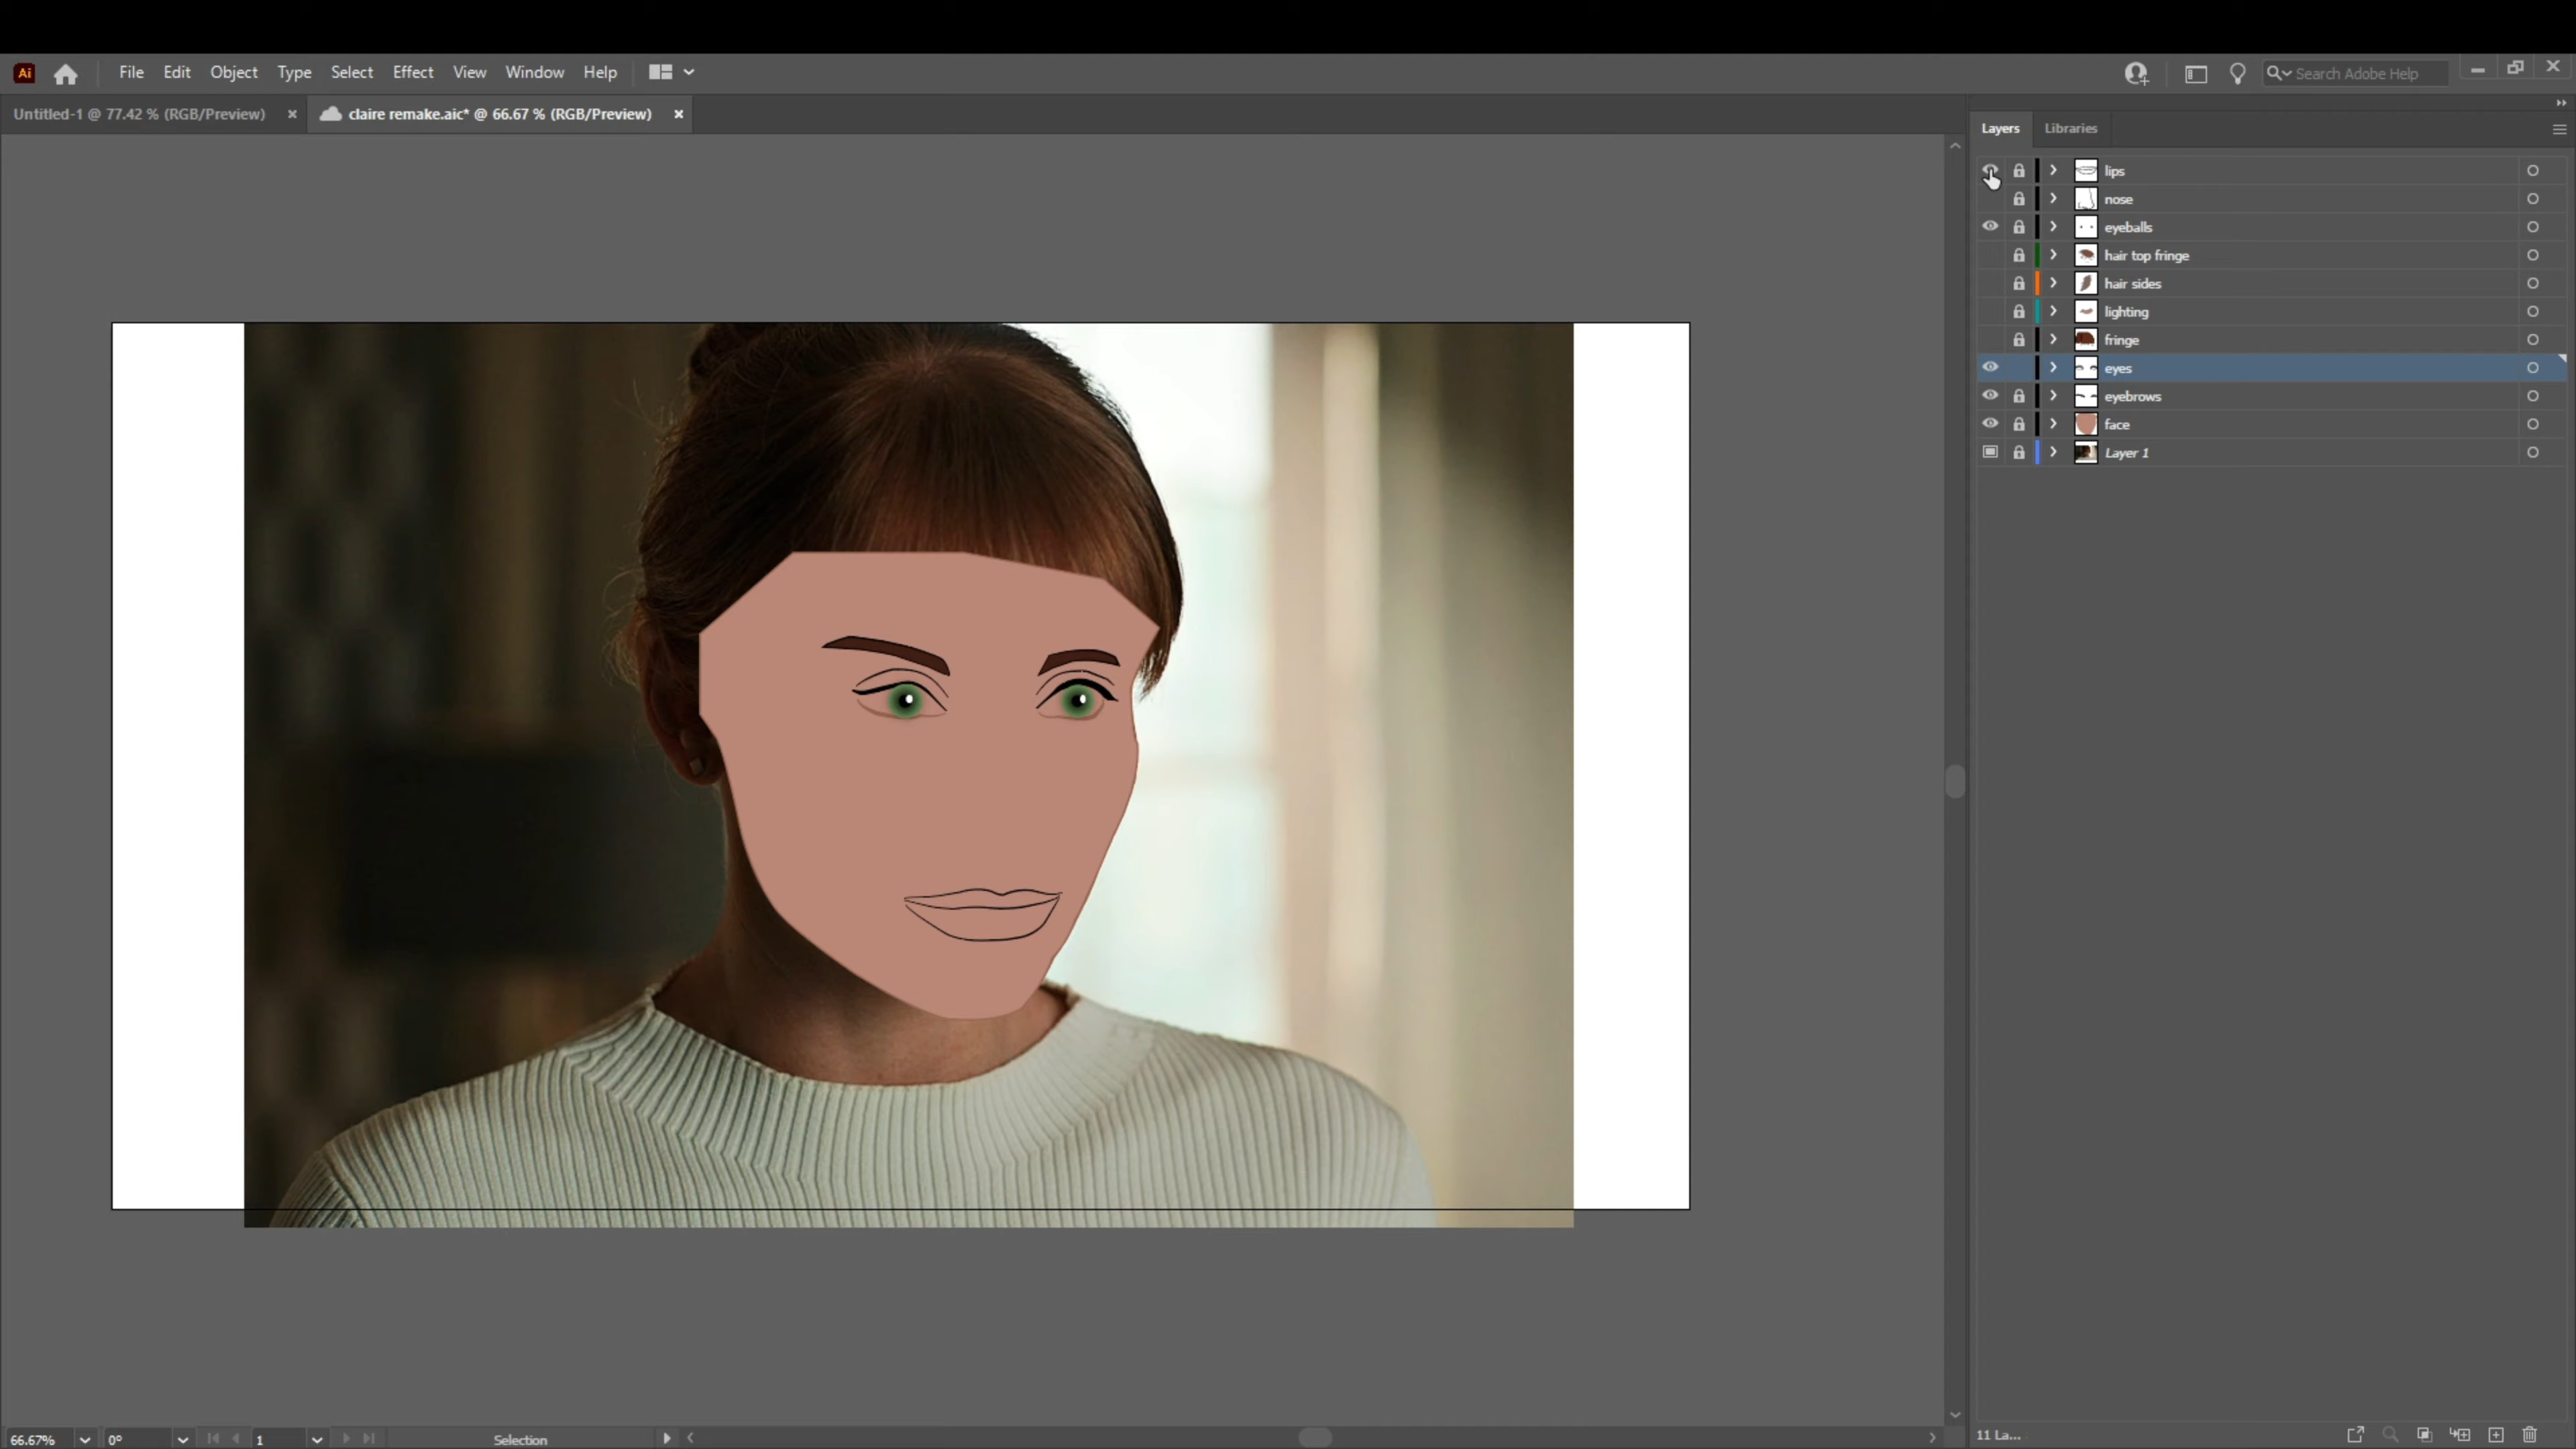 Ai File Edit Object Type Select Effect View Window Help Search Adobe Help
Untitled-1 @ 77.42 % (RGB/Preview) × claire remake.aic* @ 66.67 % (RGB/Preview) ×
Layers Libraries
lips
nose
eyeballs
hair top fringe
hair sides
lighting
fringe
eyes
eyebrows
face
Layer 1
66.67% 0° 1 Selection 11 La...